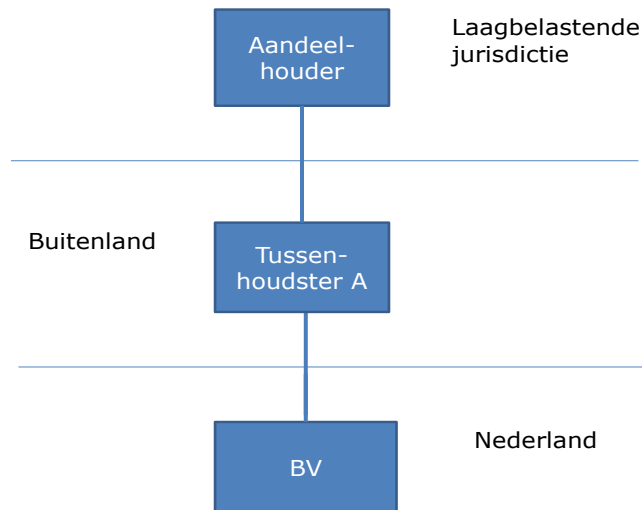 Aandeel-
houder
Laagbelastende
jurisdictie
Buitenland
Tussen-
houdster A
BV
Nederland